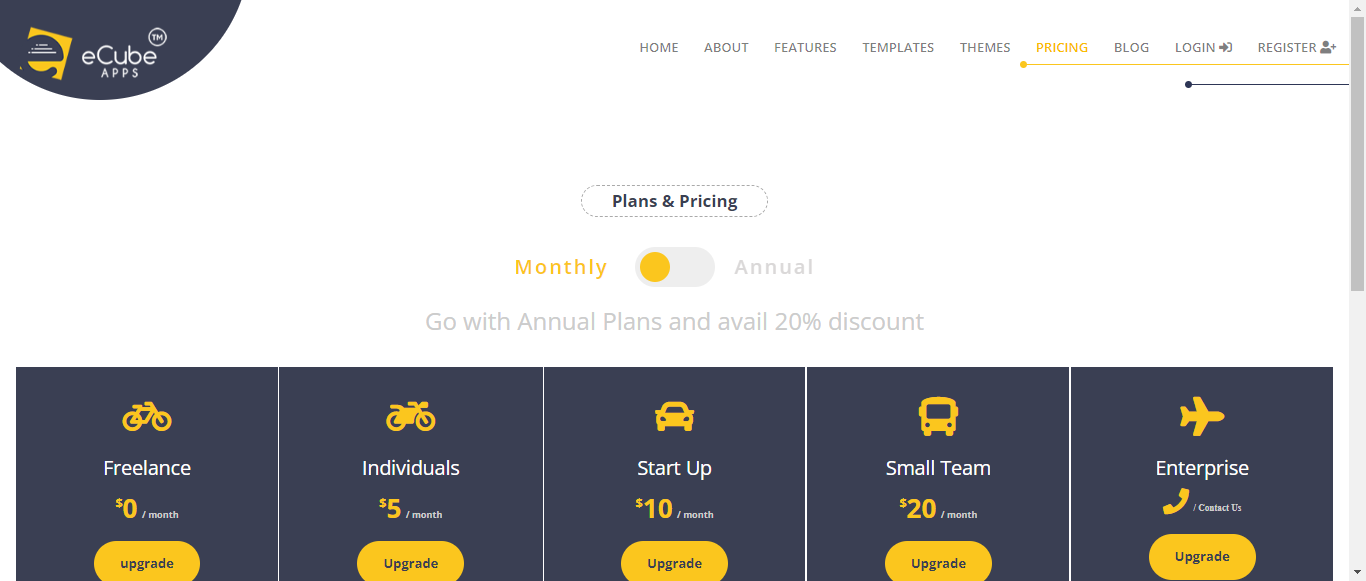 eCube TM
APPS
HOME ABOUT FEATURES TEMPLATES THEMES PRICING BLOG LOGIN REGISTER
Plans & Pricing
Monthly Annual
Go with Annual Plans and avail 20% discount
Freelance Individuals Start Up Small Team Enterprise
$0 / month $5 / month $10 / month $20 / month / Contact Us
upgrade Upgrade Upgrade Upgrade Upgrade